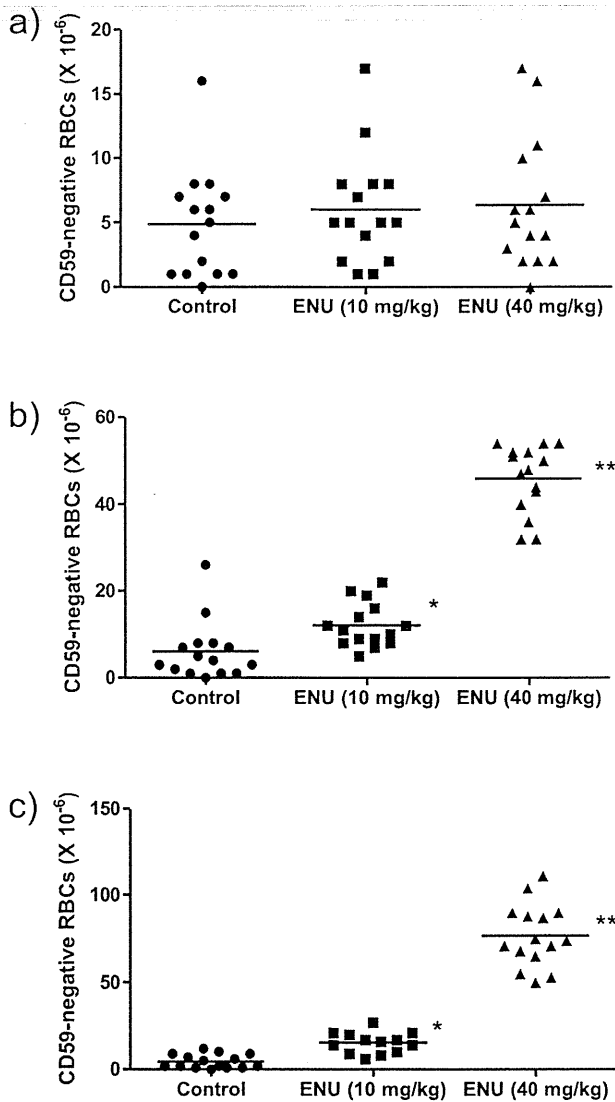 a)
CD59-negative RBCs (X 10⁻⁶)
20
15
10
5
0
Control ENU (10 mg/kg) ENU (40 mg/kg)
b)
CD59-negative RBCs (X 10⁻⁶)
60
40
20
0
*
**
Control ENU (10 mg/kg) ENU (40 mg/kg)
c)
CD59-negative RBCs (X 10⁻⁶)
150
100
50
0
*
**
Control ENU (10 mg/kg) ENU (40 mg/kg)